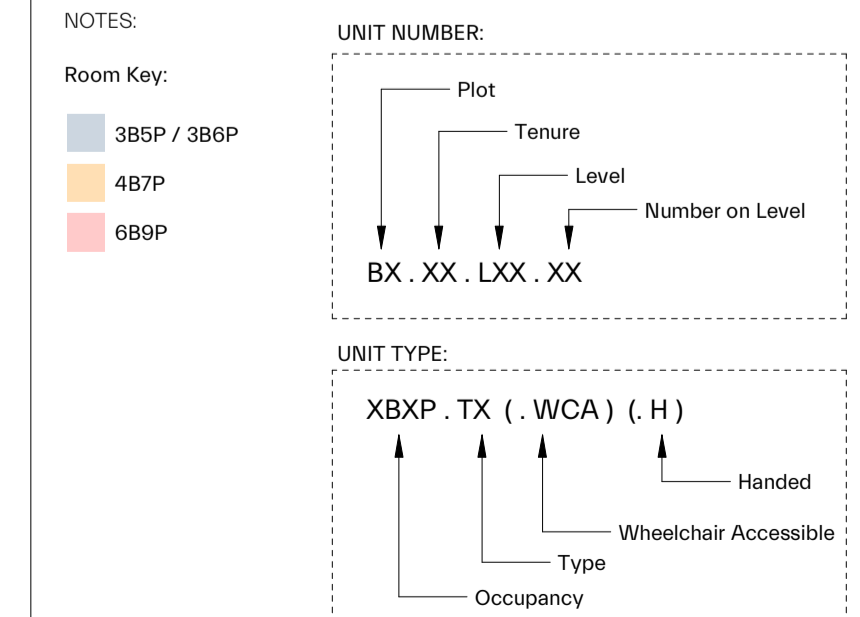 NOTES:
Room Key:
3B5P / 3B6P
4B7P
6B9P
UNIT NUMBER:
Plot
Tenure
Level
Number on Level
BX . XX . LXX . XX
UNIT TYPE:
XBXP . TX ( . WCA ) (. H )
Handed
Wheelchair Accessible
Type
Occupancy